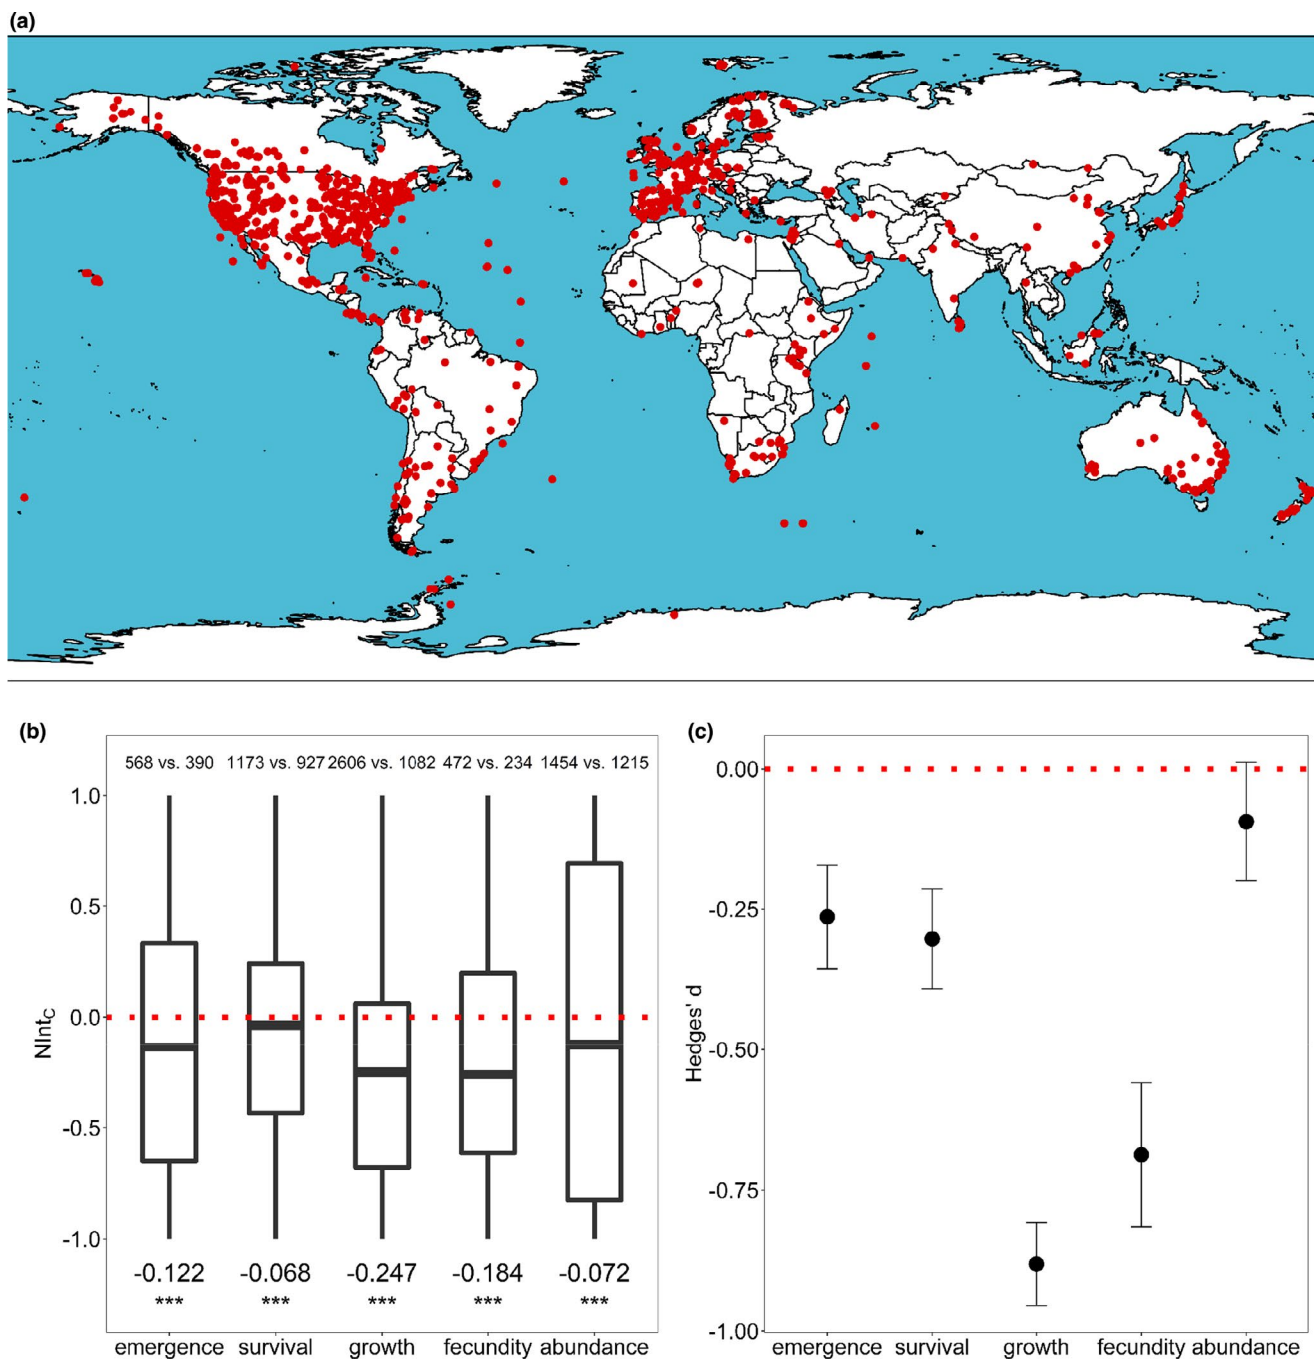 (a)
(b)
568 vs. 390 1173 vs. 927 2606 vs. 1082 472 vs. 234 1454 vs. 1215
1.0
0.5
0.0
-0.5
-1.0
NIntC
-0.122 -0.068 -0.247 -0.184 -0.072
*** *** *** *** ***
emergence survival growth fecundity abundance
(c)
0.00
-0.25
-0.50
-0.75
-1.00
Hedges' d
emergence survival growth fecundity abundance